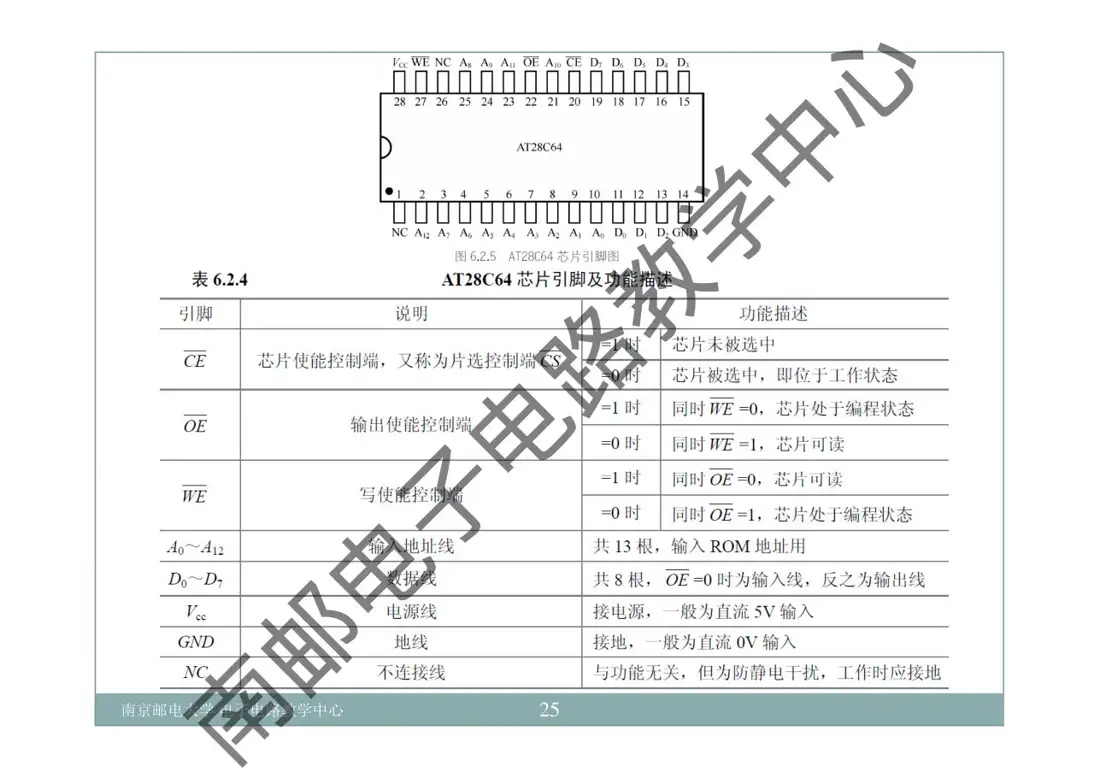 VCC WE NC A8 A9 A11 OE A10 CE D7 D6 D5 D4 D3
28 27 26 25 24 23 22 21 20 19 18 17 16 15
AT28C64
1 2 3 4 5 6 7 8 9 10 11 12 13 14
NC A12 A7 A6 A5 A4 A3 A2 A1 A0 D0 D1 D2 GND
图 6.2.5 AT28C64 芯片引脚图
表 6.2.4 AT28C64 芯片引脚及功能描述
引脚 说明 功能描述
CE 芯片使能控制端，又称为片选控制端 CS
=1 时 芯片未被选中
=0 时 芯片被选中，即位于工作状态
OE 输出使能控制端
=1 时 同时 WE =0，芯片处于编程状态
=0 时 同时 WE =1，芯片可读
WE 写使能控制端
=1 时 同时 OE =0，芯片可读
=0 时 同时 OE =1，芯片处于编程状态
A0～A12 输入地址线 共 13 根，输入 ROM 地址用
D0～D7 数据线 共 8 根，OE =0 时为输入线，反之为输出线
Vcc 电源线 接电源，一般为直流 5V 输入
GND 地线 接地，一般为直流 0V 输入
NC 不连接线 与功能无关，但为防静电干扰，工作时应接地
南京邮电大学 电子电路教学中心 25
南邮电子电路教学中心